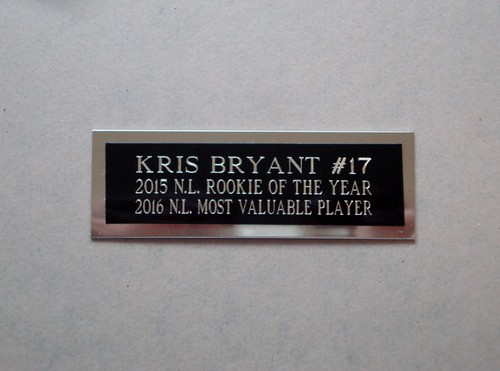 KRIS BRYANT #17
2015 N.L. ROOKIE OF THE YEAR
2016 N.L. MOST VALUABLE PLAYER